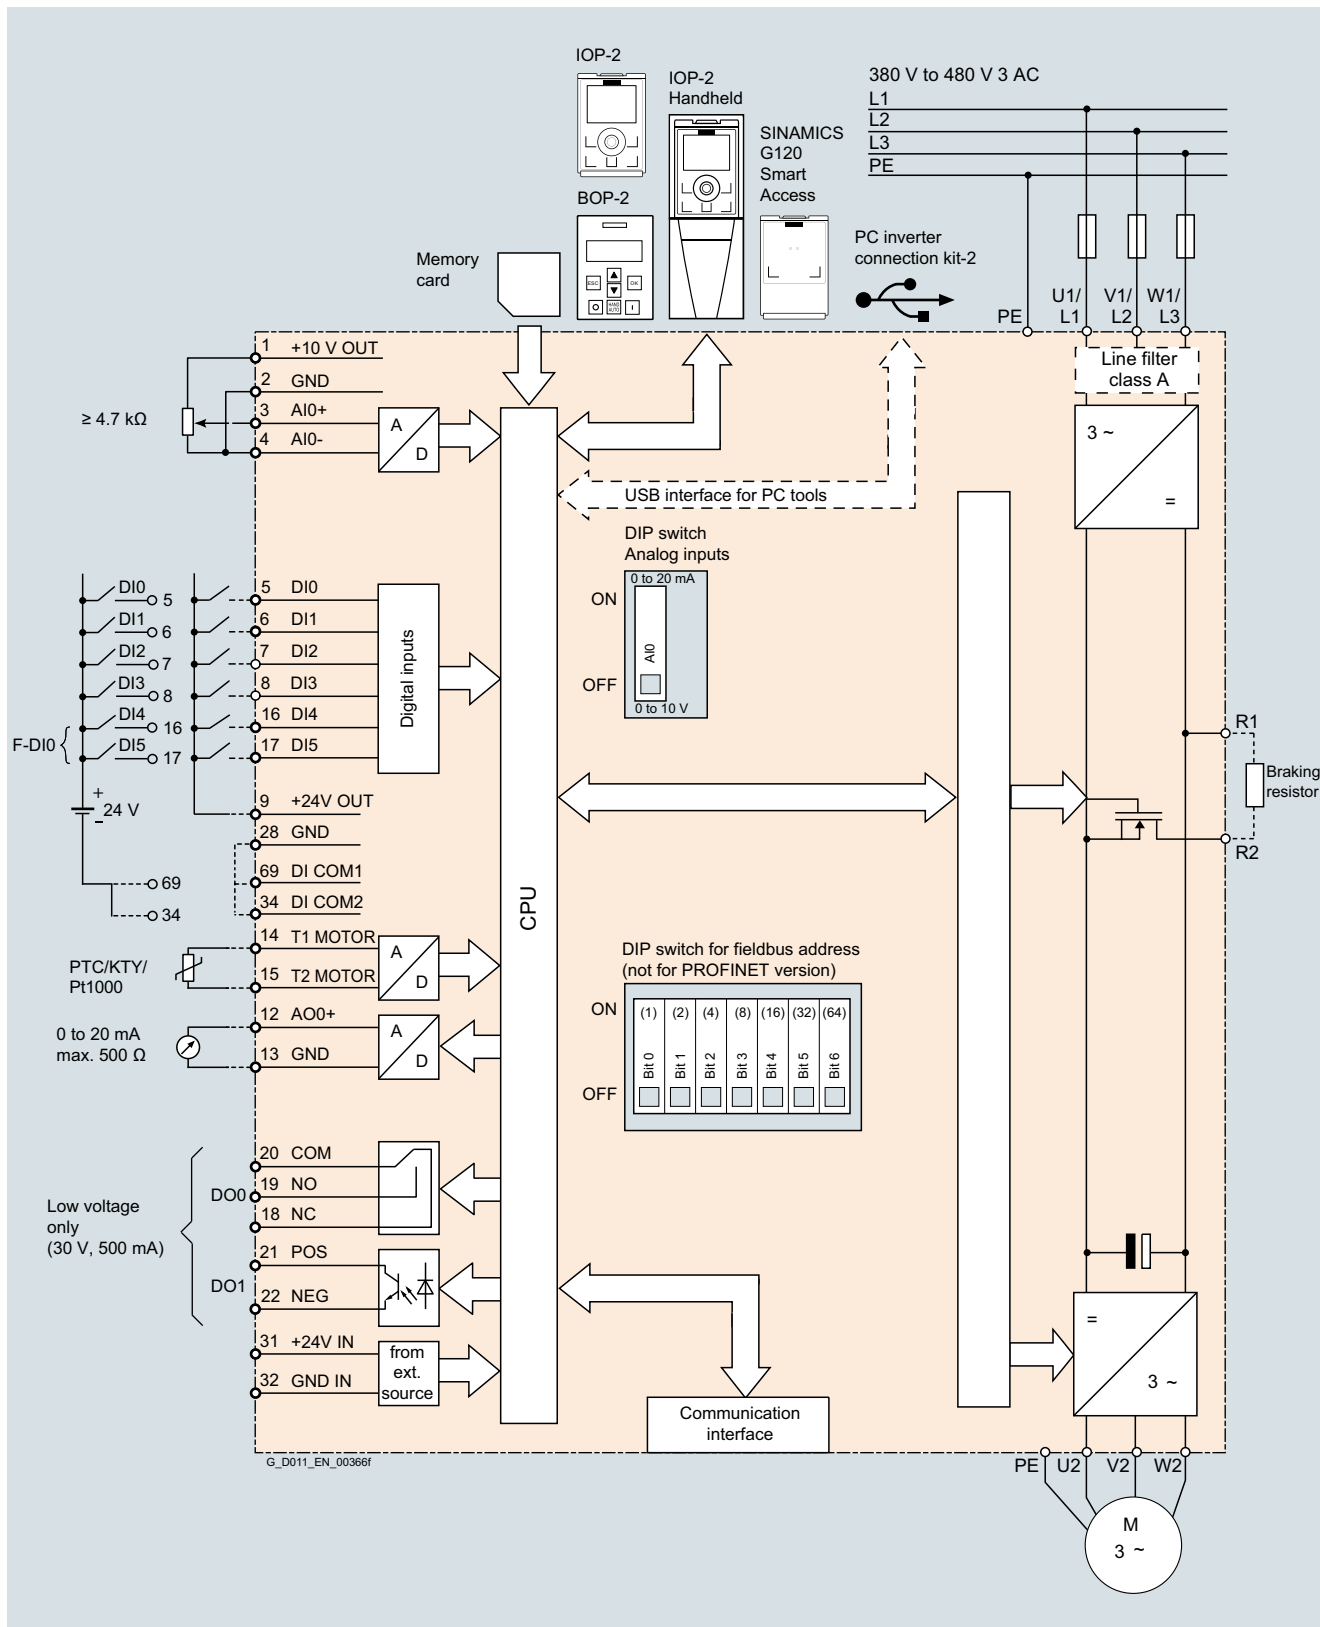 IOP-2
IOP-2
Handheld
SINAMICS
G120
Smart
Access
BOP-2
ESC
OK
HAND
AUTO
Memory
card
PC inverter
connection kit-2
380 V to 480 V 3 AC
L1
L2
L3
PE
PE
U1/
L1
V1/
L2
W1/
L3
Line filter
class A
3 ~
=
≥ 4.7 kΩ
1 +10 V OUT
2 GND
3 AI0+
4 AI0-
A
D
USB interface for PC tools
DIP switch
Analog inputs
0 to 20 mA
ON
AI0
OFF
0 to 10 V
DI0 5
DI1 6
DI2 7
DI3 8
DI4 16
DI5 17
F-DI0
+
24 V
–
69
34
5 DI0
6 DI1
7 DI2
8 DI3
16 DI4
17 DI5
Digital inputs
9 +24V OUT
28 GND
69 DI COM1
34 DI COM2
14 T1 MOTOR
15 T2 MOTOR
A
D
PTC/KTY/
Pt1000
12 AO0+
13 GND
A
D
0 to 20 mA
max. 500 Ω
CPU
DIP switch for fieldbus address
(not for PROFINET version)
ON
(1) (2) (4) (8) (16) (32) (64)
Bit 0 Bit 1 Bit 2 Bit 3 Bit 4 Bit 5 Bit 6
OFF
R1
Braking
resistor
R2
20 COM
19 NO
18 NC
DO0
21 POS
22 NEG
DO1
Low voltage
only
(30 V, 500 mA)
31 +24V IN
32 GND IN
from
ext.
source
Communication
interface
=
3 ~
G_D011_EN_00366f
PE U2 V2 W2
M
3 ~